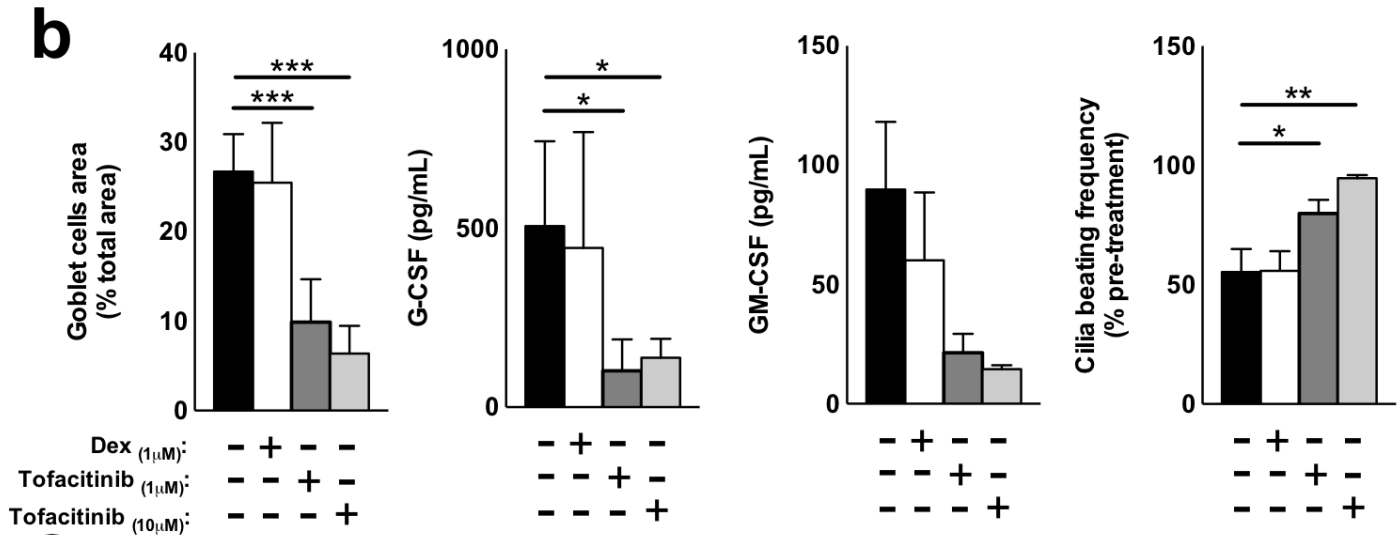 b
Goblet cells area
(% total area)
40
30
20
10
0
***
***
G-CSF (pg/mL)
1000
500
0
*
*
GM-CSF (pg/mL)
150
100
50
0
Cilia beating frequency
(% pre-treatment)
150
100
50
0
**
*
Dex (1μM): - + - - - + - - - + - - - + - -
Tofacitinib (1μM): - - + - - - + - - - + - - - + -
Tofacitinib (10μM): - - - + - - - + - - - + - - - +